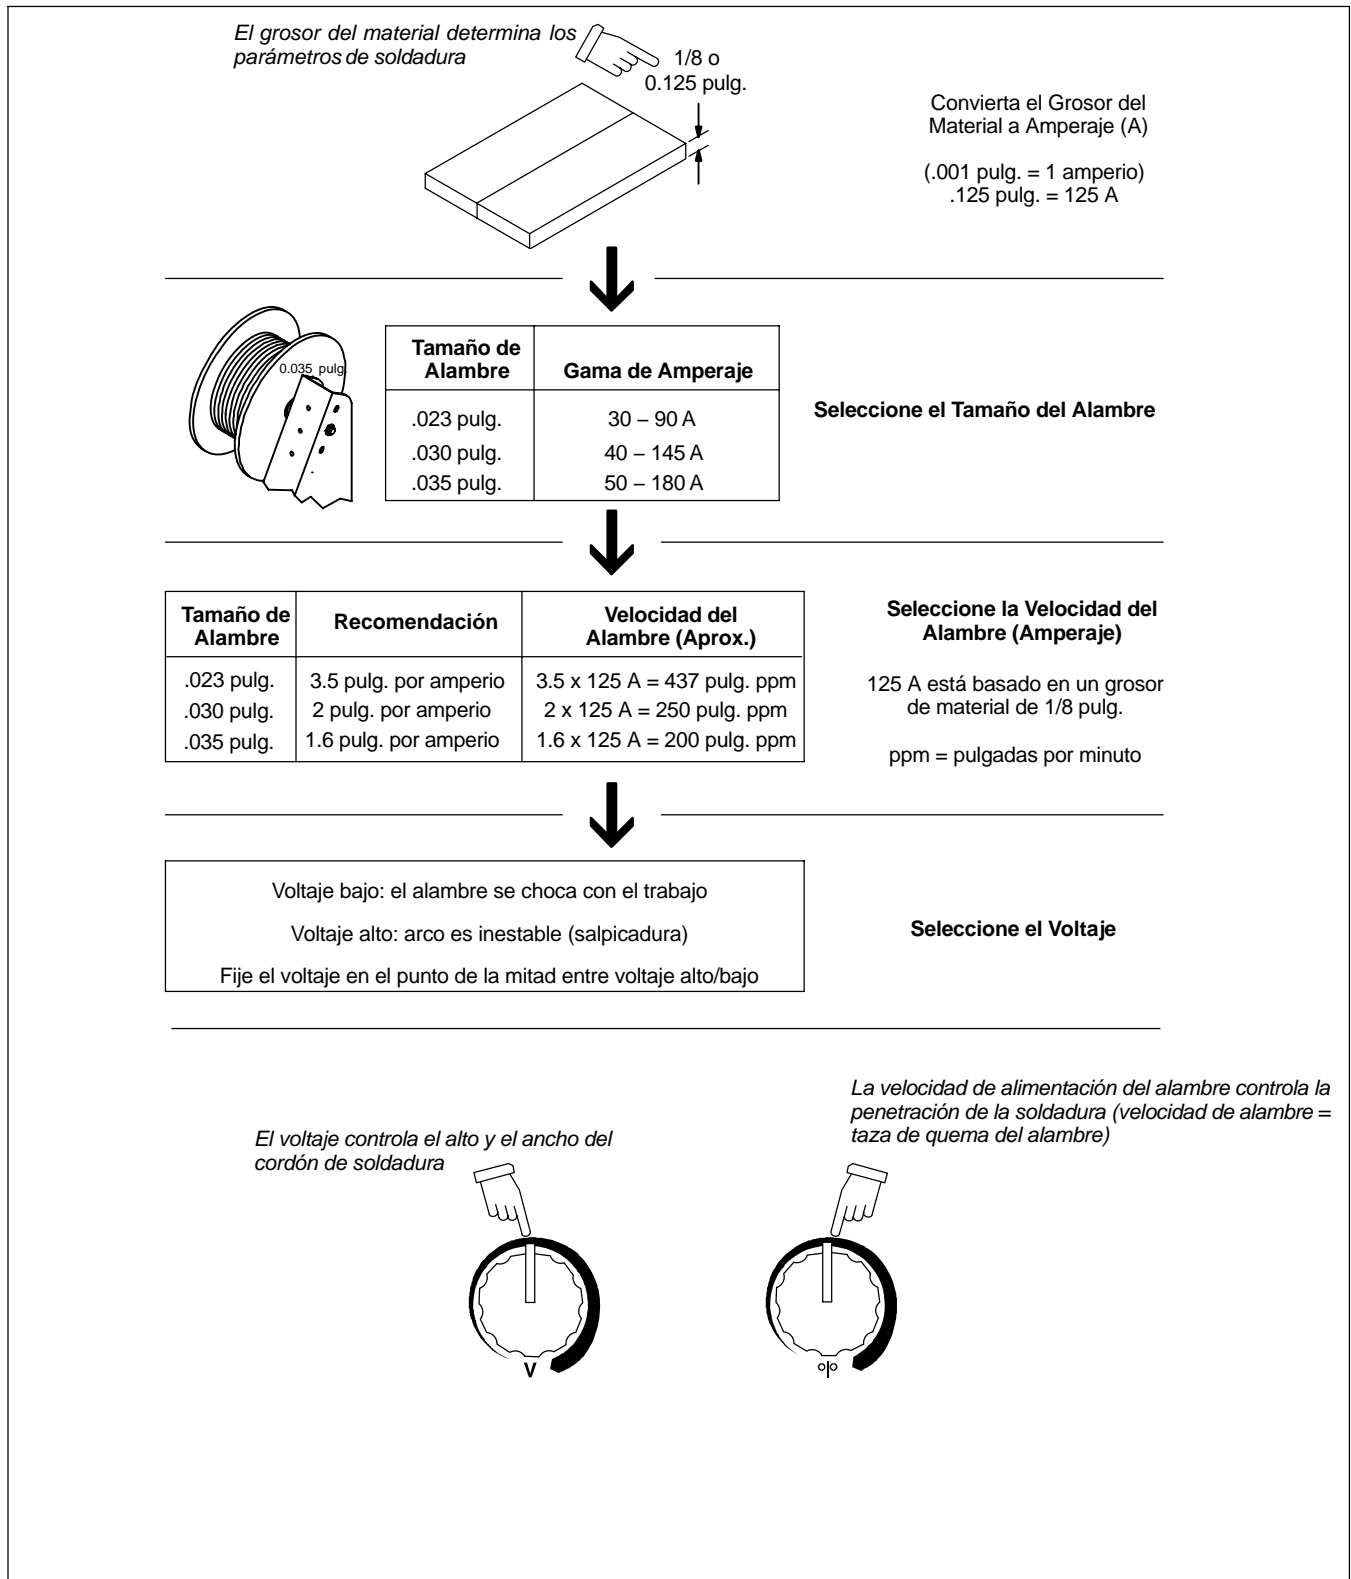 El grosor del material determina los
parámetros de soldadura
1/8 o
0.125 pulg.
Convierta el Grosor del
Material a Amperaje (A)
(.001 pulg. = 1 amperio)
.125 pulg. = 125 A
0.035 pulg.
Tamaño de
Alambre
Gama de Amperaje
.023 pulg.
30 – 90 A
.030 pulg.
40 – 145 A
.035 pulg.
50 – 180 A
Seleccione el Tamaño del Alambre
Tamaño de
Alambre
Recomendación
Velocidad del
Alambre (Aprox.)
.023 pulg.
3.5 pulg. por amperio
3.5 x 125 A = 437 pulg. ppm
.030 pulg.
2 pulg. por amperio
2 x 125 A = 250 pulg. ppm
.035 pulg.
1.6 pulg. por amperio
1.6 x 125 A = 200 pulg. ppm
Seleccione la Velocidad del
Alambre (Amperaje)
125 A está basado en un grosor
de material de 1/8 pulg.
ppm = pulgadas por minuto
Voltaje bajo: el alambre se choca con el trabajo
Voltaje alto: arco es inestable (salpicadura)
Fije el voltaje en el punto de la mitad entre voltaje alto/bajo
Seleccione el Voltaje
El voltaje controla el alto y el ancho del
cordón de soldadura
La velocidad de alimentación del alambre controla la
penetración de la soldadura (velocidad de alambre =
taza de quema del alambre)
V